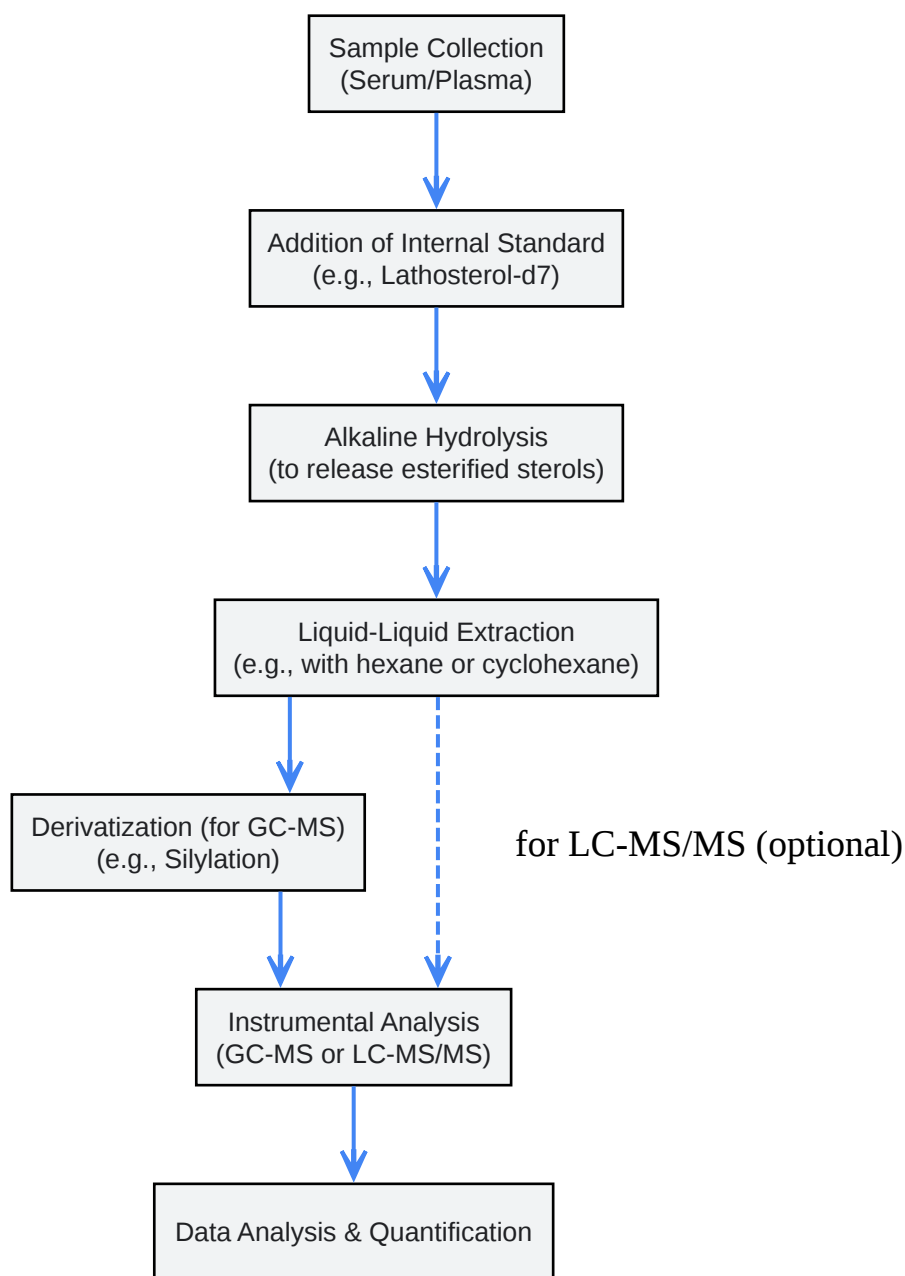 Sample Collection
(Serum/Plasma)
Addition of Internal Standard
(e.g., Lathosterol-d7)
Alkaline Hydrolysis
(to release esterified sterols)
Liquid-Liquid Extraction
(e.g., with hexane or cyclohexane)
Derivatization (for GC-MS)
(e.g., Silylation)
for LC-MS/MS (optional)
Instrumental Analysis
(GC-MS or LC-MS/MS)
Data Analysis & Quantification